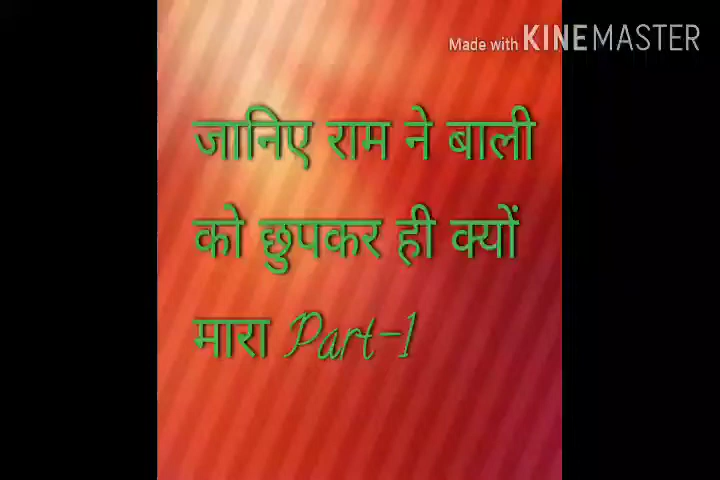 Made with KINEMASTER
जानिए राम ने बाली
को छुपकर ही क्यों
मारा Part-1